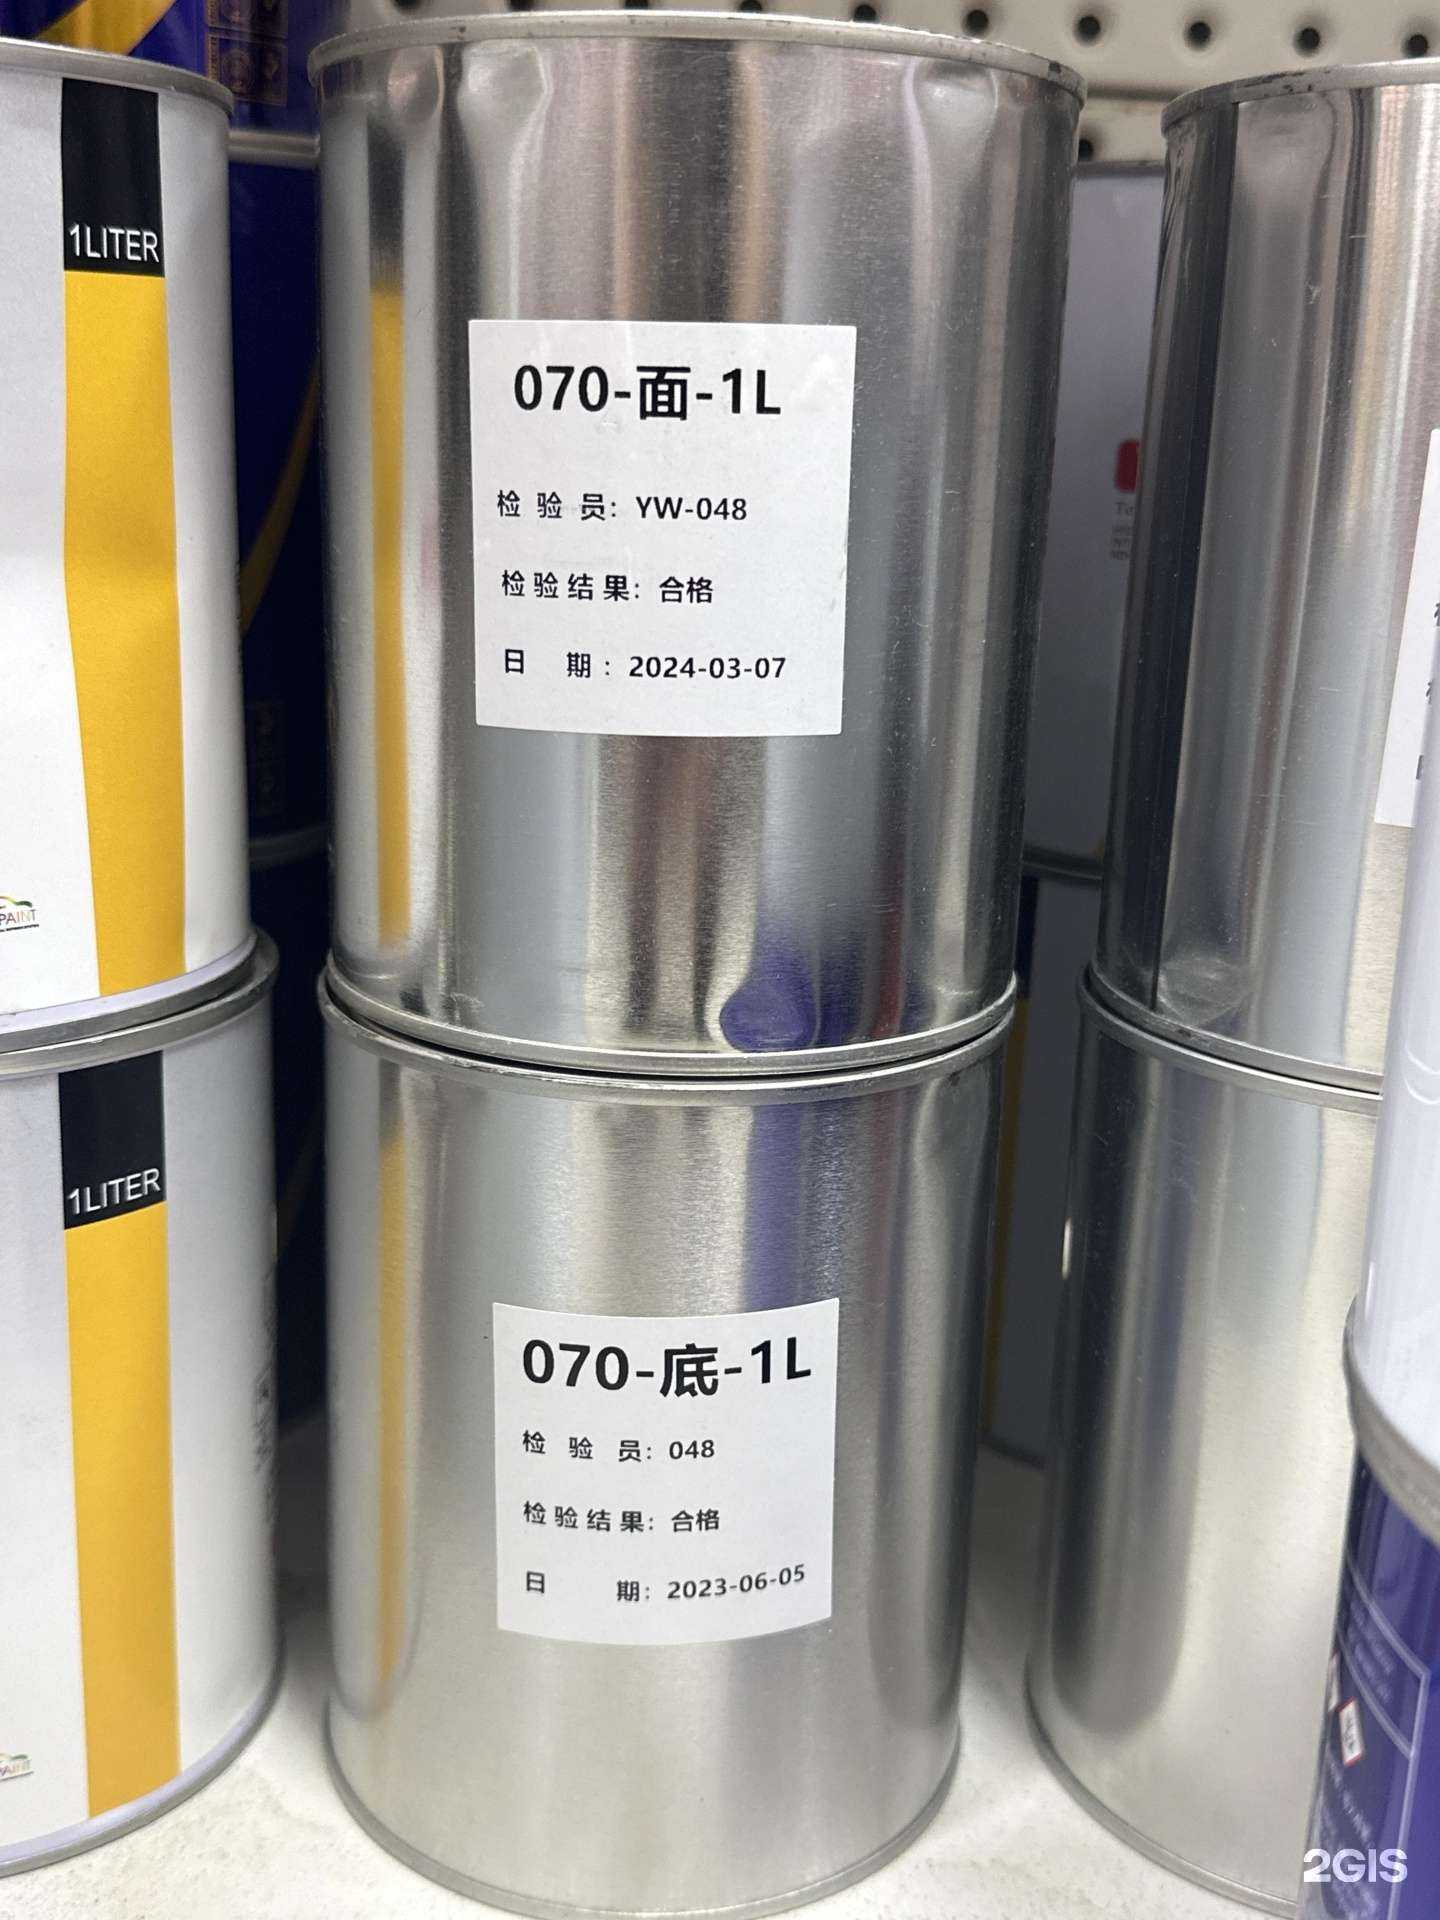 1LITER
070-面-1L
检验员: YW-048
检验结果: 合格
日期: 2024-03-07
PAINT
1LITER
070-底-1L
检验员: 048
检验结果: 合格
日期: 2023-06-05
2GIS